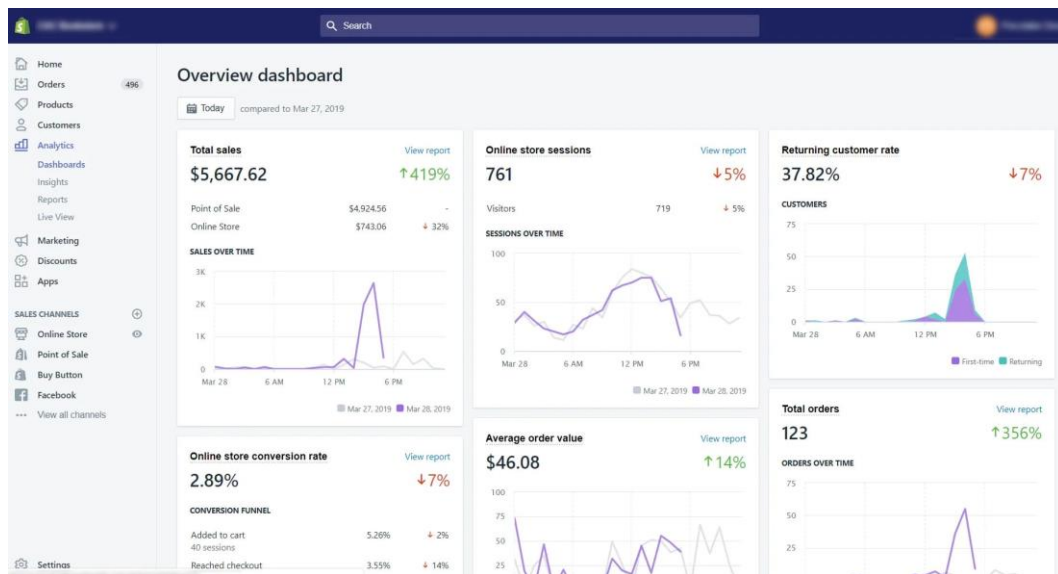 Search
Home
Orders 496
Products
Customers
Analytics
Dashboards
Insights
Reports
Live View
Marketing
Discounts
Apps
SALES CHANNELS
Online Store
Point of Sale
Buy Button
Facebook
View all channels
Settings
Overview dashboard
Today compared to Mar 27, 2019
Total sales View report
$5,667.62 ↑419%
Point of Sale $4,924.56 -
Online Store $743.06 ↓ 32%
SALES OVER TIME
3K
2K
1K
0
Mar 28 6 AM 12 PM 6 PM
Mar 27, 2019 Mar 28, 2019
Online store conversion rate View report
2.89% ↓7%
CONVERSION FUNNEL
Added to cart 5.26% ↓ 2%
40 sessions
Reached checkout 3.55% ↓ 14%
Online store sessions View report
761 ↓5%
Visitors 719 ↓ 5%
SESSIONS OVER TIME
100
50
0
Mar 28 6 AM 12 PM 6 PM
Mar 27, 2019 Mar 28, 2019
Average order value View report
$46.08 ↑14%
100
75
50
25
Returning customer rate
37.82% ↓7%
CUSTOMERS
75
50
25
0
Mar 28 6 AM 12 PM 6 PM
First-time Returning
Total orders View report
123 ↑356%
ORDERS OVER TIME
75
50
25